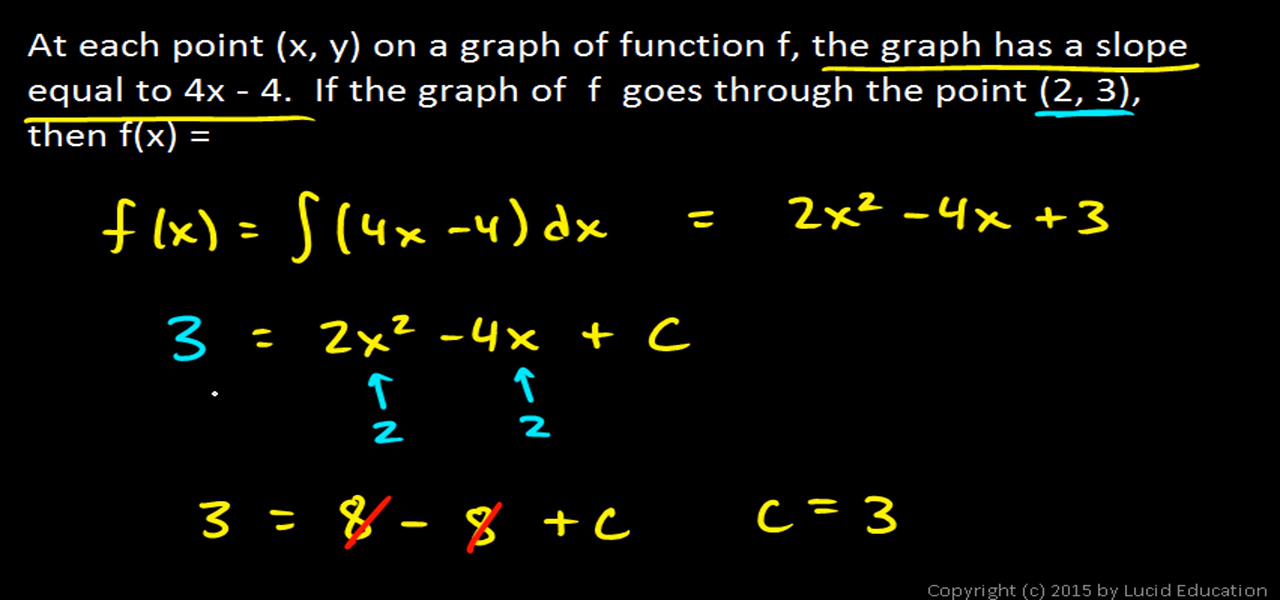 At each point (x, y) on a graph of function f, the graph has a slope
equal to 4x - 4. If the graph of f goes through the point (2, 3),
then f(x) =
f(x) = ∫(4x - 4) dx = 2x² - 4x + 3
3 = 2x² - 4x + C
↑ ↑
2 2
3 = 8 - 8 + C C = 3
Copyright (c) 2015 by Lucid Education